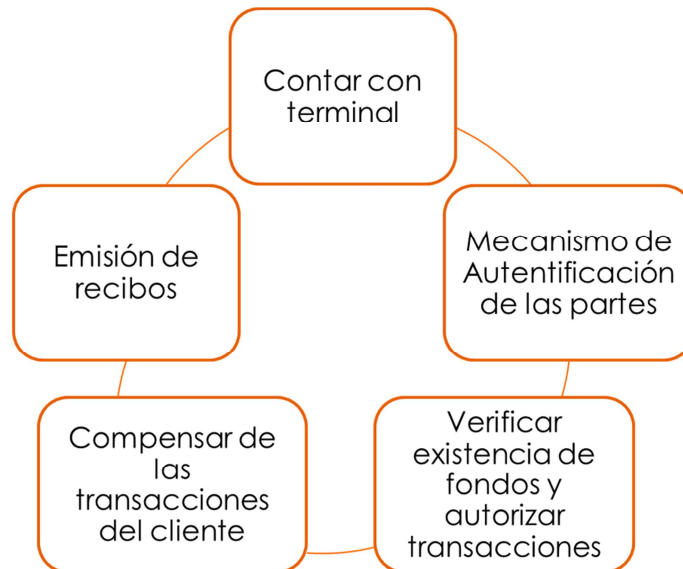 Contar con
terminal
Mecanismo de
Autentificación
de las partes
Verificar
existencia de
fondos y
autorizar
transacciones
Compensar de
las
transacciones
del cliente
Emisión de
recibos